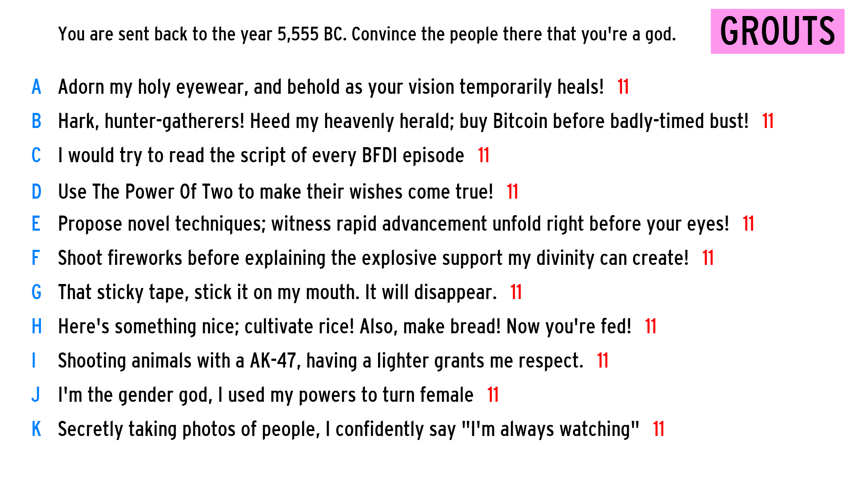 You are sent back to the year 5,555 BC. Convince the people there that you're a god.
GROUTS
A Adorn my holy eyewear, and behold as your vision temporarily heals! 11
B Hark, hunter-gatherers! Heed my heavenly herald; buy Bitcoin before badly-timed bust! 11
C I would try to read the script of every BFDI episode 11
D Use The Power Of Two to make their wishes come true! 11
E Propose novel techniques; witness rapid advancement unfold right before your eyes! 11
F Shoot fireworks before explaining the explosive support my divinity can create! 11
G That sticky tape, stick it on my mouth. It will disappear. 11
H Here's something nice; cultivate rice! Also, make bread! Now you're fed! 11
I Shooting animals with a AK-47, having a lighter grants me respect. 11
J I'm the gender god, I used my powers to turn female 11
K Secretly taking photos of people, I confidently say "I'm always watching" 11